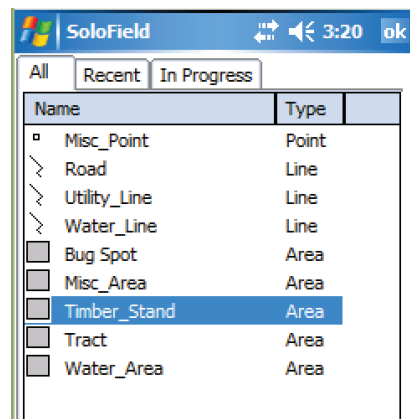 SoloField 3:20 ok
All Recent In Progress
Name Type
Misc_Point Point
Road Line
Utility_Line Line
Water_Line Line
Bug Spot Area
Misc_Area Area
Timber_Stand Area
Tract Area
Water_Area Area